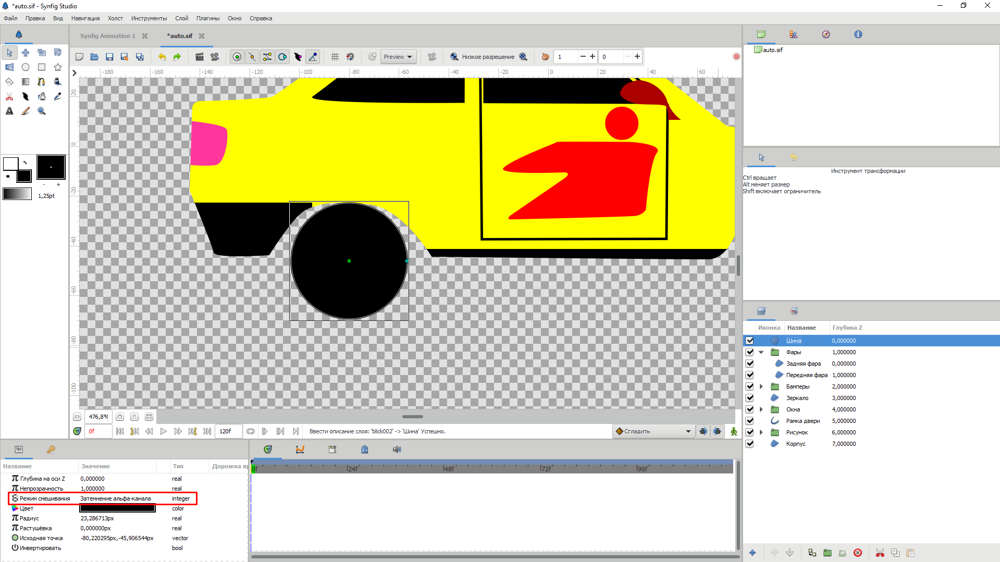 *auto.sif - Synfig Studio
Файл Правка Вид Навигация Холст Инструменты Слой Плагины Окно Справка
Synfig Animation 1
*auto.sif
Preview
Низкое разрешение
1
0
-180 -160 -140 -120 -100 -80 -60 -40 -20 0 20 40 60
20
0
-20
-40
-60
-80
-100
- +
1,25pt
476,8%
0f
120f
Ввести описание слоя: 'blick002' -> 'Шина' Успешно.
Сгладить
Название Значение Тип Дорожка вр
Глубина на оси Z 0,000000 real
Непрозрачность 1,000000 real
Режим смешивания Затемнение альфа-канала integer
Цвет color
Радиус 23,286713px real
Растушёвка 0,000000px real
Исходная точка -80,220295px,-45,906544px vector
Инвертировать bool
0f 24f 48f 72f 96f
auto.sif
Инструмент трансформации
Ctrl вращает
Alt меняет размер
Shift включает ограничитель
Иконка Название Глубина Z
Шина 0,000000
Фары 1,000000
Задняя фара 0,000000
Передняя фара 1,000000
Бамперы 2,000000
Зеркало 3,000000
Окна 4,000000
Рамка двери 5,000000
Рисунок 6,000000
Корпус 7,000000